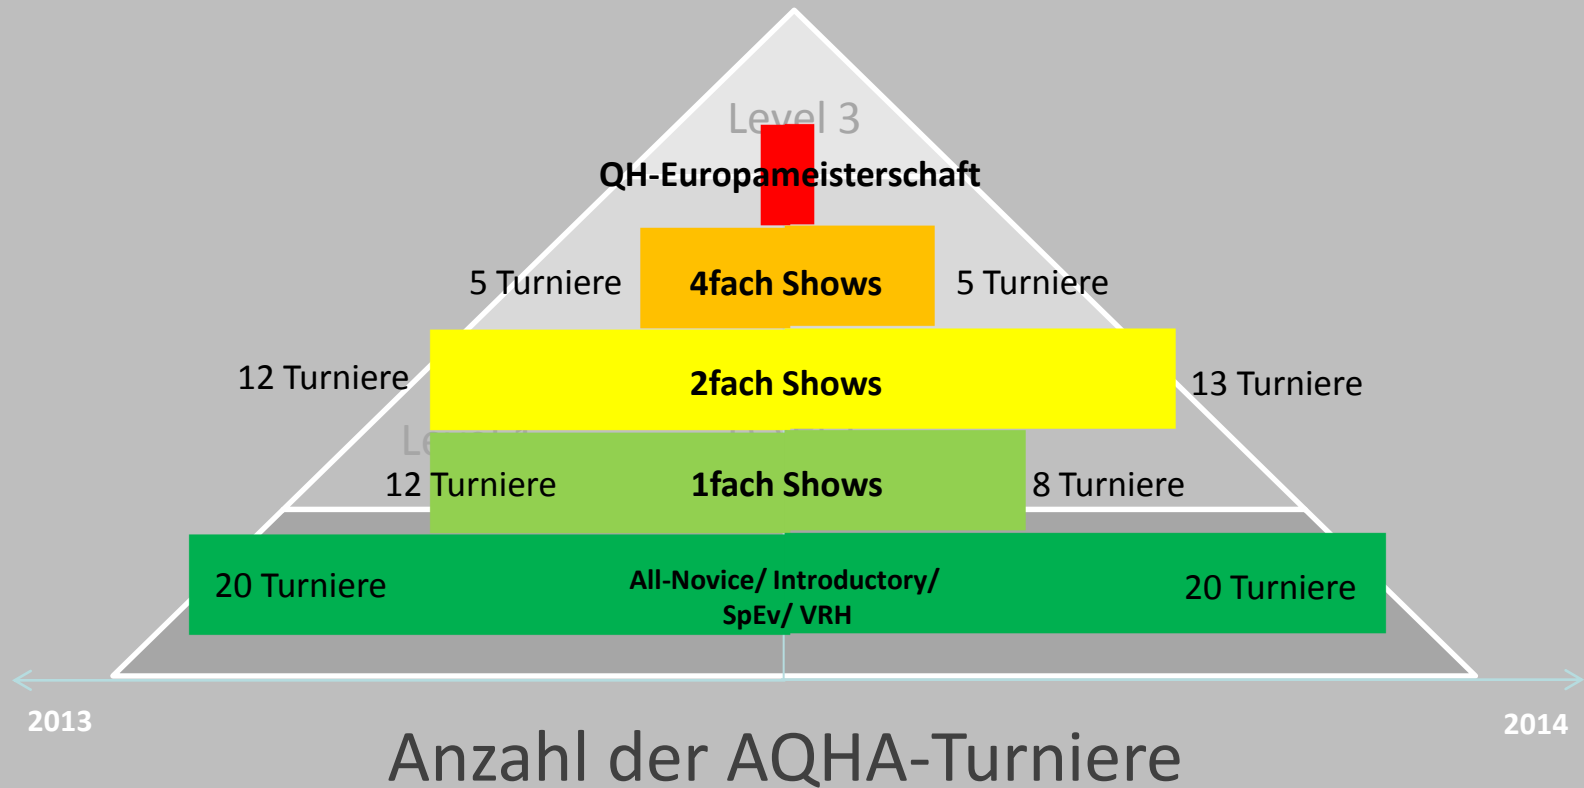 Level 3
QH-Europameisterschaft
5 Turniere
4fach Shows
5 Turniere
12 Turniere
2fach Shows
13 Turniere
12 Turniere
1fach Shows
8 Turniere
20 Turniere
All-Novice/ Introductory/
SpEv/ VRH
20 Turniere
2013
2014
Anzahl der AQHA-Turniere